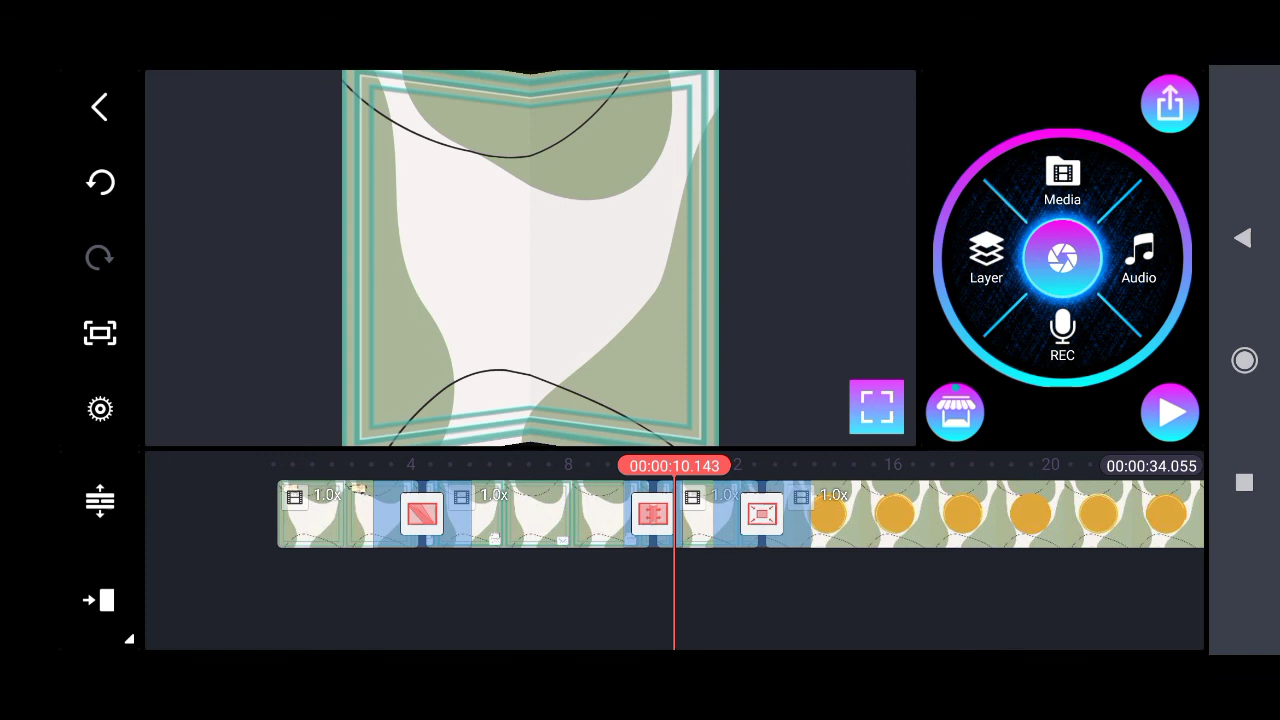 Media
Layer
Audio
REC
4
8
00:00:10.143
2
16
20
00:00:34.055
1.0x
1.0x
1.0x
1.0x